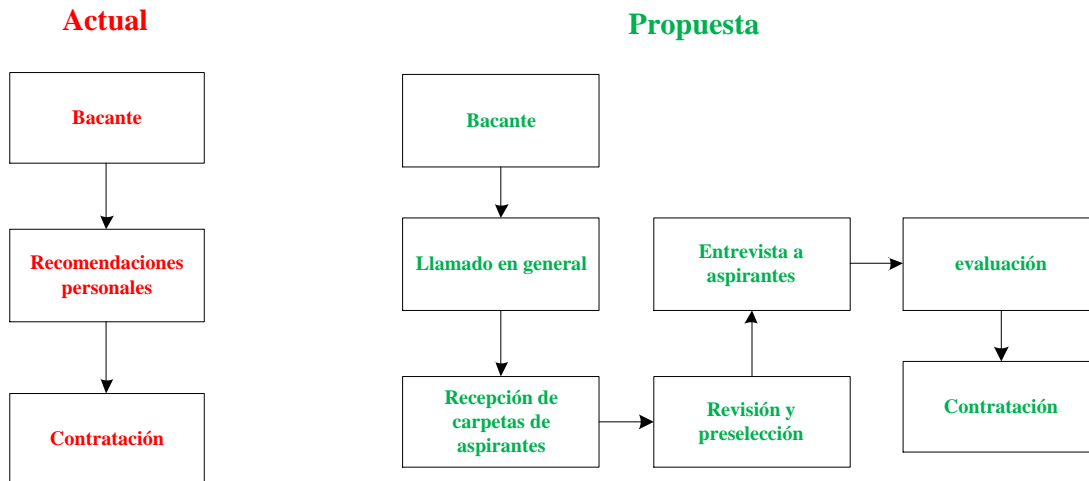 Actual
Bacante
Recomendaciones
personales
Contratación
Propuesta
Bacante
Llamado en general
Recepción de
carpetas de
aspirantes
Revisión y
preselección
Entrevista a
aspirantes
evaluación
Contratación